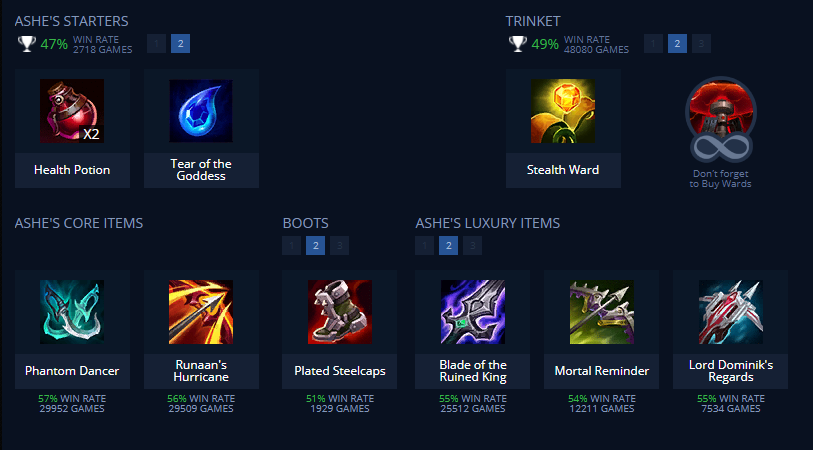 ASHE'S STARTERS
47% WIN RATE
2718 GAMES
1 2
TRINKET
49% WIN RATE
48080 GAMES
1 2 3
X2
Health Potion
Tear of the
Goddess
Stealth Ward
Don't forget
to Buy Wards
ASHE'S CORE ITEMS
BOOTS
1 2 3
ASHE'S LUXURY ITEMS
1 2 3
Phantom Dancer
57% WIN RATE
29952 GAMES
Runaan's
Hurricane
56% WIN RATE
29509 GAMES
Plated Steelcaps
51% WIN RATE
1929 GAMES
Blade of the
Ruined King
55% WIN RATE
25512 GAMES
Mortal Reminder
54% WIN RATE
12211 GAMES
Lord Dominik's
Regards
55% WIN RATE
7534 GAMES